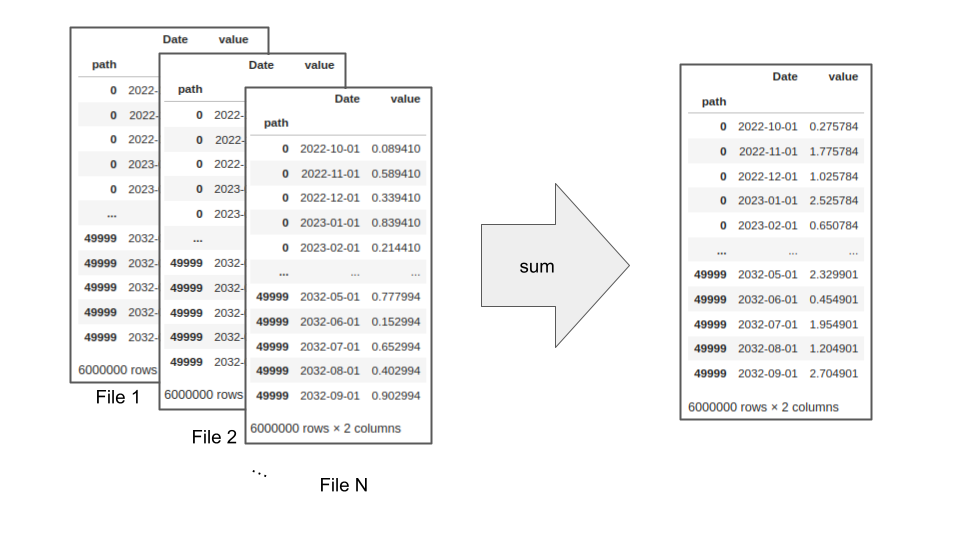 Date value
path
0 2022-
0 2022-
0 2022-
0 2023-
0 2023-
...
49999 2032-
49999 2032-
49999 2032-
49999 2032-
49999 2032-
6000000 rows
File 1
Date value
path
0 2022-
0 2022-
0 2022-
0 2023-
0 2023-
...
49999 2032-
49999 2032-
49999 2032-
49999 2032-
49999 2032-
6000000 rows
File 2
...
Date value
path
0 2022-10-01 0.089410
0 2022-11-01 0.589410
0 2022-12-01 0.339410
0 2023-01-01 0.839410
0 2023-02-01 0.214410
... ... ...
49999 2032-05-01 0.777994
49999 2032-06-01 0.152994
49999 2032-07-01 0.652994
49999 2032-08-01 0.402994
49999 2032-09-01 0.902994
6000000 rows × 2 columns
File N
sum
Date value
path
0 2022-10-01 0.275784
0 2022-11-01 1.775784
0 2022-12-01 1.025784
0 2023-01-01 2.525784
0 2023-02-01 0.650784
... ... ...
49999 2032-05-01 2.329901
49999 2032-06-01 0.454901
49999 2032-07-01 1.954901
49999 2032-08-01 1.204901
49999 2032-09-01 2.704901
6000000 rows × 2 columns